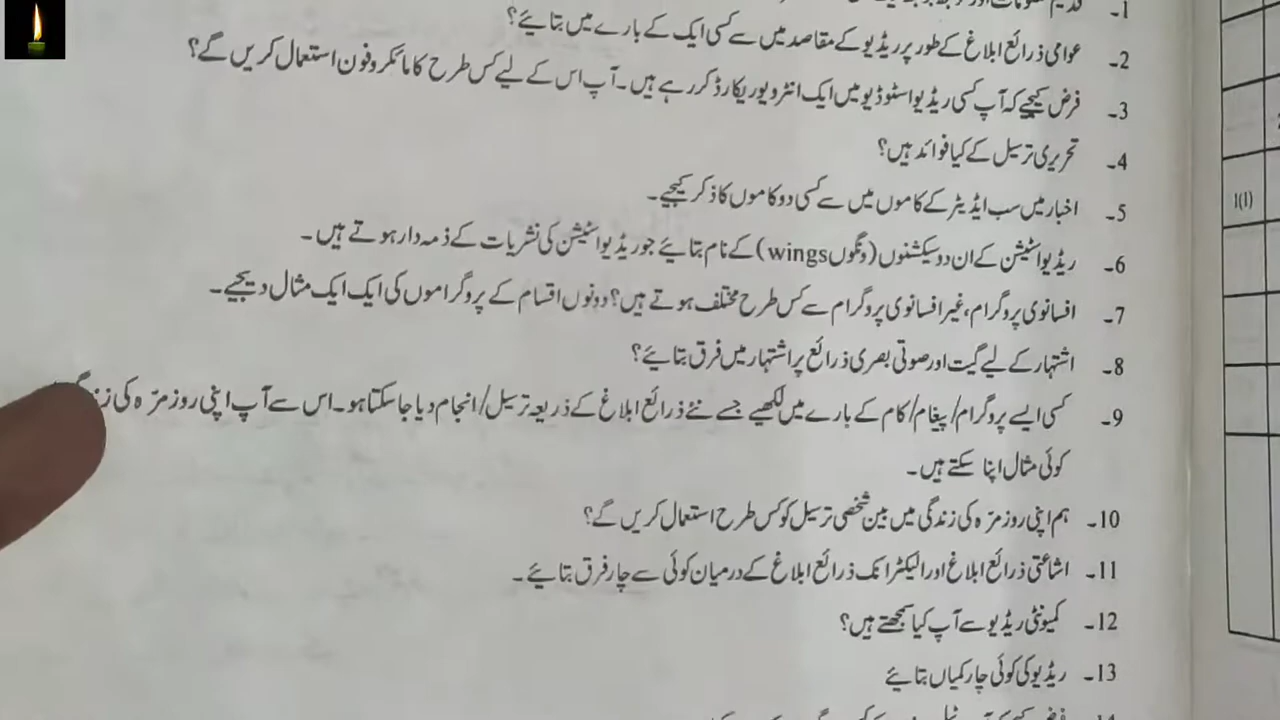 1۔
2۔ عوامی ذرائع ابلاغ کے طور پر ریڈیو کے مقاصد میں سے کسی ایک کے بارے میں بتائیے؟
3۔ فرض کیجیے کہ آپ کسی ریڈیو اسٹوڈیو میں ایک انٹرویو ریکارڈ کر رہے ہیں۔ آپ اس کے لیے کس طرح کا مائکروفون استعمال کریں گے؟
4۔ تحریری ترسیل کے کیا فوائد ہیں؟
5۔ اخبار میں سب ایڈیٹر کے کاموں میں سے کسی دو کاموں کا ذکر کیجیے۔
1(1)
6۔ ریڈیو اسٹیشن کے ان دو سیکشنوں (ونگوں wings) کے نام بتائیے جو ریڈیو اسٹیشن کی نشریات کے ذمہ دار ہوتے ہیں۔
7۔ افسانوی پروگرام، غیر افسانوی پروگرام سے کس طرح مختلف ہوتے ہیں؟ دونوں اقسام کے پروگراموں کی ایک ایک مثال دیجیے۔
8۔ اشتہار کے لیے گیت اور صوتی بصری ذرائع پر اشتہار میں فرق بتائیے؟
9۔ کسی ایسے پروگرام/پیغام/کام کے بارے میں لکھیے جسے نئے ذرائع ابلاغ کے ذریعہ ترسیل/انجام دیا جا سکتا ہو۔ اس سے آپ اپنی روزمرّہ کی
کوئی مثال اپنا سکتے ہیں۔
10۔ ہم اپنی روزمرّہ کی زندگی میں بین شخصی ترسیل کو کس طرح استعمال کریں گے؟
11۔ اشاعتی ذرائع ابلاغ اور الیکٹرانک ذرائع ابلاغ کے درمیان کوئی سے چار فرق بتائیے۔
12۔ کمیونٹی ریڈیو سے آپ کیا سمجھتے ہیں؟
13۔ ریڈیو کی کوئی چار کمیاں بتائیے